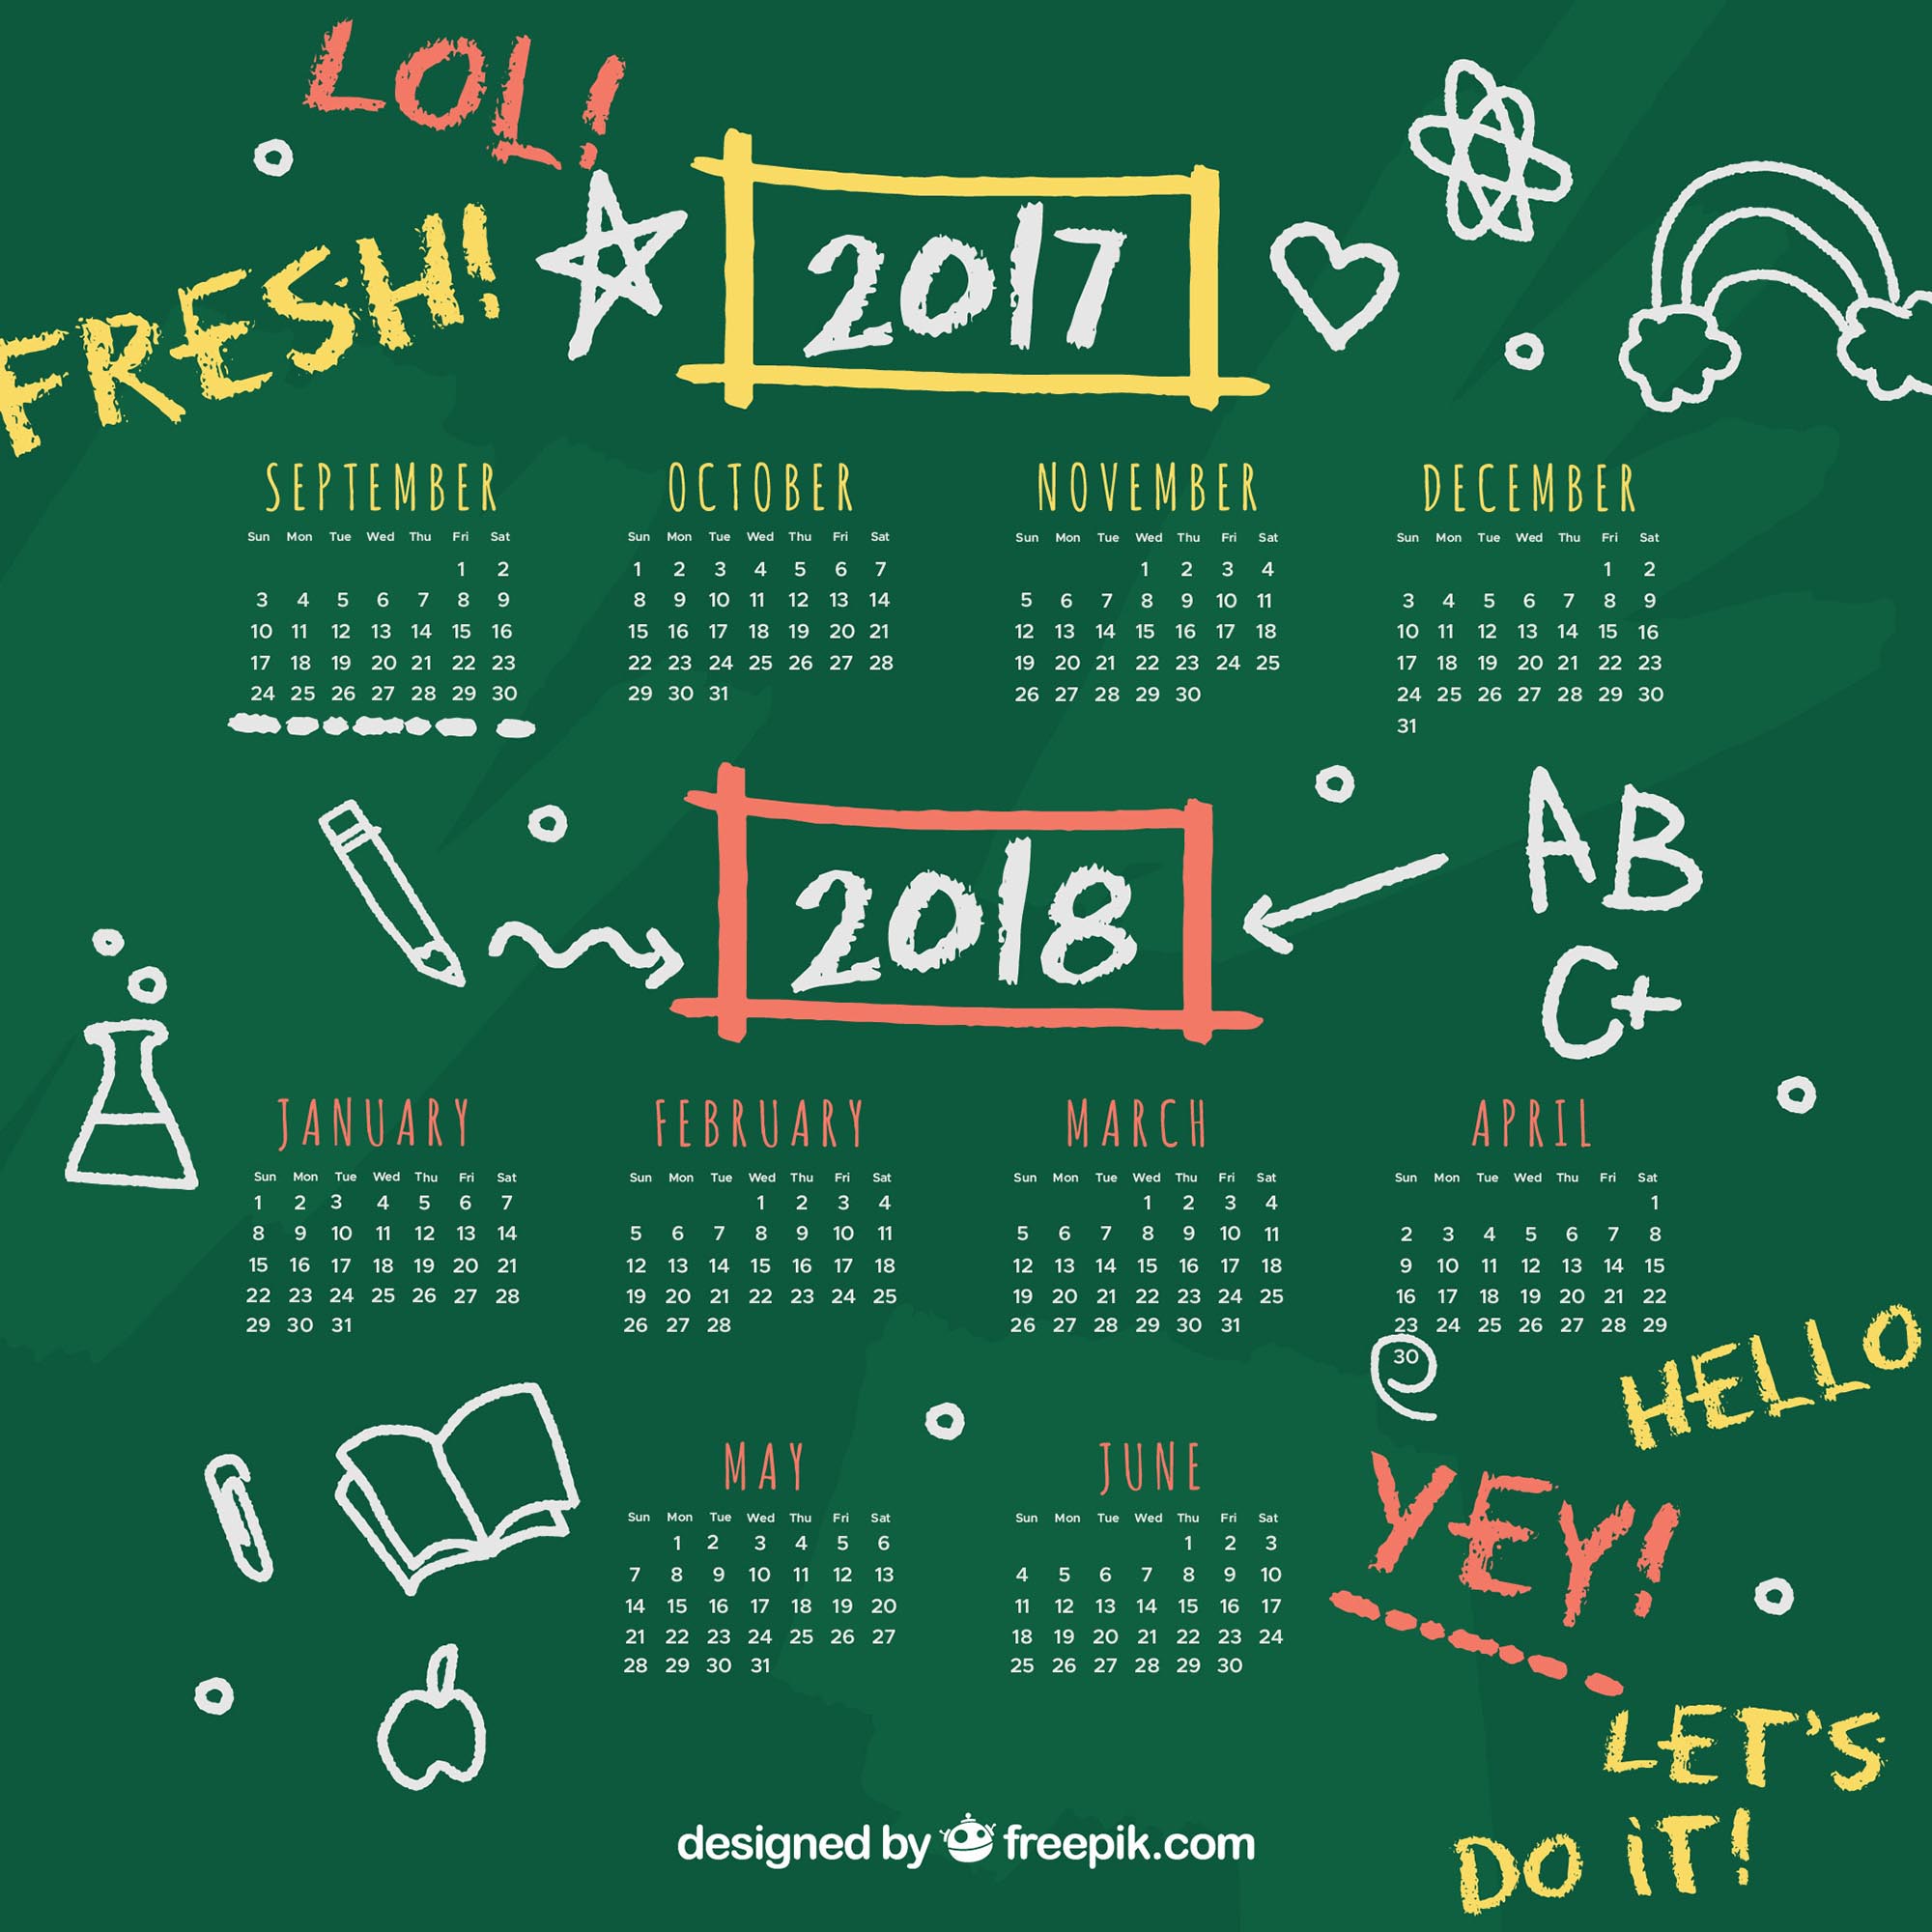 LOL!
FRESH!
2017
SEPTEMBER
Sun Mon Tue Wed Thu Fri Sat
1 2
3 4 5 6 7 8 9
10 11 12 13 14 15 16
17 18 19 20 21 22 23
24 25 26 27 28 29 30
OCTOBER
Sun Mon Tue Wed Thu Fri Sat
1 2 3 4 5 6 7
8 9 10 11 12 13 14
15 16 17 18 19 20 21
22 23 24 25 26 27 28
29 30 31
NOVEMBER
Sun Mon Tue Wed Thu Fri Sat
1 2 3 4
5 6 7 8 9 10 11
12 13 14 15 16 17 18
19 20 21 22 23 24 25
26 27 28 29 30
DECEMBER
Sun Mon Tue Wed Thu Fri Sat
1 2
3 4 5 6 7 8 9
10 11 12 13 14 15 16
17 18 19 20 21 22 23
24 25 26 27 28 29 30
31
2018
AB
C+
JANUARY
Sun Mon Tue Wed Thu Fri Sat
1 2 3 4 5 6 7
8 9 10 11 12 13 14
15 16 17 18 19 20 21
22 23 24 25 26 27 28
29 30 31
FEBRUARY
Sun Mon Tue Wed Thu Fri Sat
1 2 3 4
5 6 7 8 9 10 11
12 13 14 15 16 17 18
19 20 21 22 23 24 25
26 27 28
MARCH
Sun Mon Tue Wed Thu Fri Sat
1 2 3 4
5 6 7 8 9 10 11
12 13 14 15 16 17 18
19 20 21 22 23 24 25
26 27 28 29 30 31
APRIL
Sun Mon Tue Wed Thu Fri Sat
1
2 3 4 5 6 7 8
9 10 11 12 13 14 15
16 17 18 19 20 21 22
23 24 25 26 27 28 29
30
HELLO
MAY
Sun Mon Tue Wed Thu Fri Sat
1 2 3 4 5 6
7 8 9 10 11 12 13
14 15 16 17 18 19 20
21 22 23 24 25 26 27
28 29 30 31
JUNE
Sun Mon Tue Wed Thu Fri Sat
1 2 3
4 5 6 7 8 9 10
11 12 13 14 15 16 17
18 19 20 21 22 23 24
25 26 27 28 29 30
YEY!
LET'S
DO iT!
designed by freepik.com